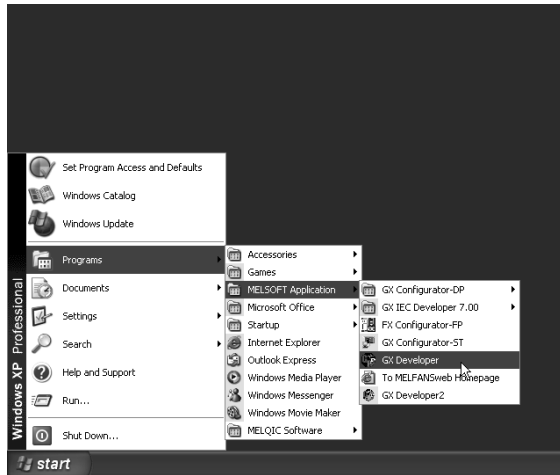 Set Program Access and Defaults
Windows Catalog
Windows Update
Programs
Documents
Settings
Search
Help and Support
Run...
Shut Down...
Windows XP Professional
start
Accessories
Games
MELSOFT Application
Microsoft Office
Startup
Internet Explorer
Outlook Express
Windows Media Player
Windows Messenger
Windows Movie Maker
MELQIC Software
GX Configurator-DP
GX IEC Developer 7.00
FX Configurator-FP
GX Configurator-ST
GX Developer
To MELFANSweb Homepage
GX Developer2